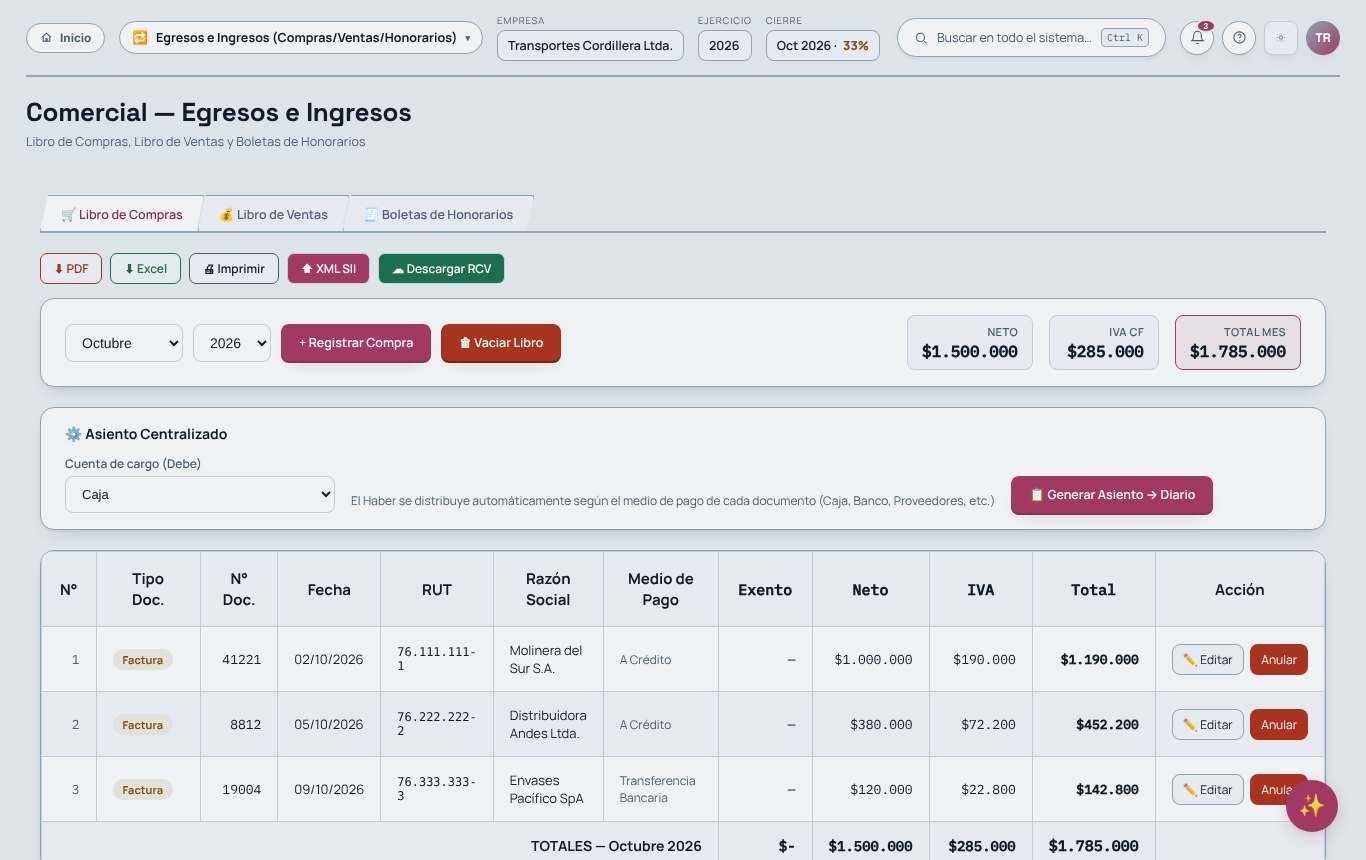 Inicio
Egresos e Ingresos (Compras/Ventas/Honorarios) ▾
EMPRESA
Transportes Cordillera Ltda.
EJERCICIO
2026
CIERRE
Oct 2026 · 33%
Buscar en todo el sistema... Ctrl K
3
TR
Comercial — Egresos e Ingresos
Libro de Compras, Libro de Ventas y Boletas de Honorarios
🛒 Libro de Compras
💰 Libro de Ventas
🧾 Boletas de Honorarios
⬇ PDF
⬇ Excel
🖨 Imprimir
⬆ XML SII
☁ Descargar RCV
Octubre
2026
+ Registrar Compra
🗑 Vaciar Libro
NETO
$1.500.000
IVA CF
$285.000
TOTAL MES
$1.785.000
⚙️ Asiento Centralizado
Cuenta de cargo (Debe)
Caja
El Haber se distribuye automáticamente según el medio de pago de cada documento (Caja, Banco, Proveedores, etc.)
📋 Generar Asiento → Diario
N° Tipo Doc. N° Doc. Fecha RUT Razón Social Medio de Pago Exento Neto IVA Total Acción
1 Factura 41221 02/10/2026 76.111.111-1 Molinera del Sur S.A. A Crédito — $1.000.000 $190.000 $1.190.000 ✏️ Editar Anular
2 Factura 8812 05/10/2026 76.222.222-2 Distribuidora Andes Ltda. A Crédito — $380.000 $72.200 $452.200 ✏️ Editar Anular
3 Factura 19004 09/10/2026 76.333.333-3 Envases Pacífico SpA Transferencia Bancaria — $120.000 $22.800 $142.800 ✏️ Editar Anula
TOTALES — Octubre 2026 $- $1.500.000 $285.000 $1.785.000